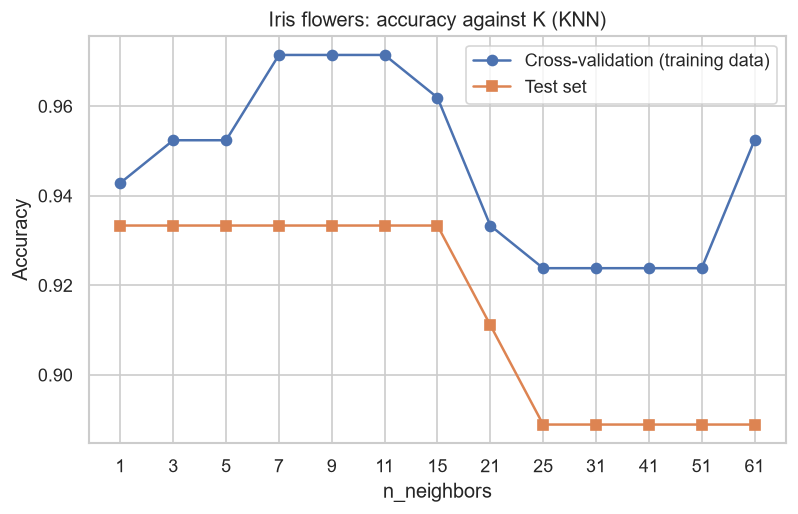 Iris flowers: accuracy against K (KNN)
Cross-validation (training data)
Test set
Accuracy
0.96
0.94
0.92
0.90
1 3 5 7 9 11 15 21 25 31 41 51 61
n_neighbors